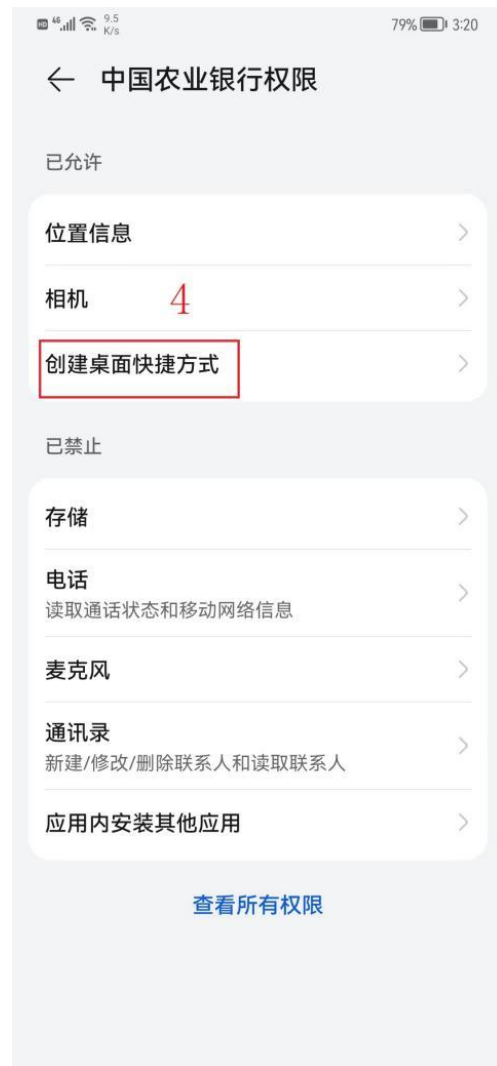 HD 46 9.5 K/s 79% 3:20
中国农业银行权限
已允许
位置信息
相机 4
创建桌面快捷方式
已禁止
存储
电话
读取通话状态和移动网络信息
麦克风
通讯录
新建/修改/删除联系人和读取联系人
应用内安装其他应用
查看所有权限